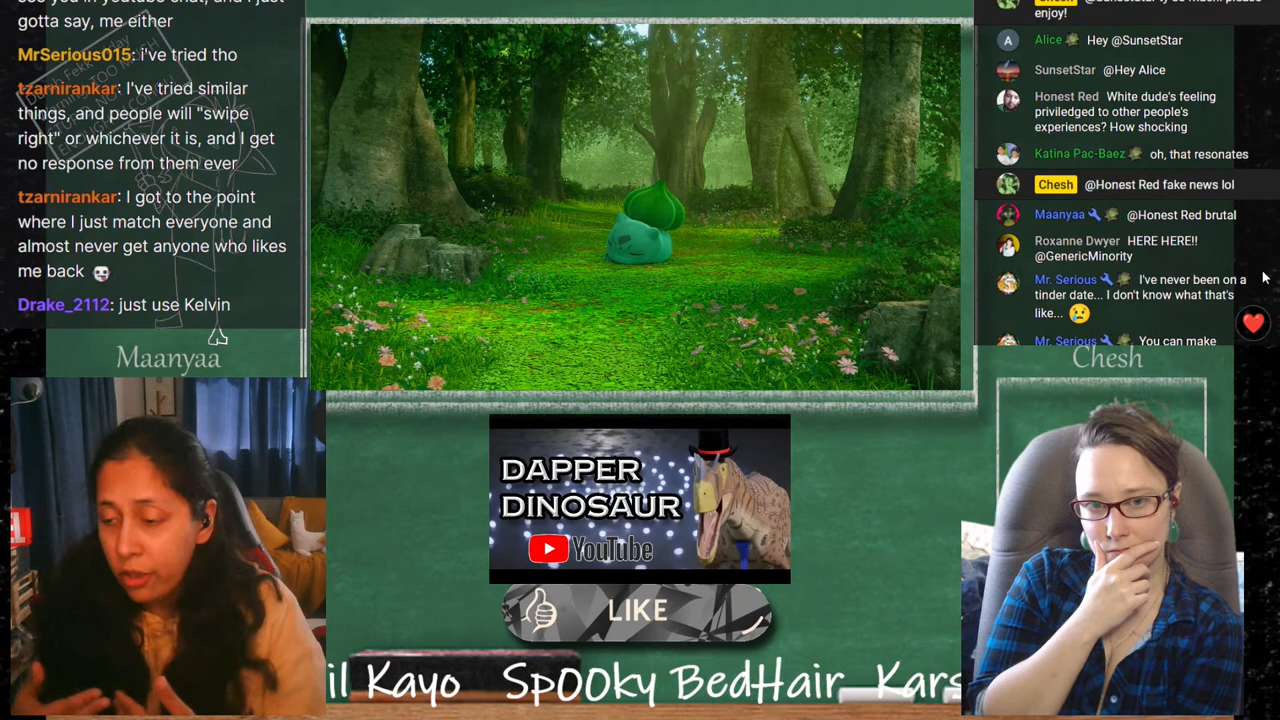 see you in youtube chat, and i just
gotta say, me either
MrSerious015: i've tried tho
tzarnirankar: I've tried similar
things, and people will "swipe
right" or whichever it is, and I get
no response from them ever
tzarnirankar: I got to the point
where I just match everyone and
almost never get anyone who likes
me back
Drake_2112: just use Kelvin
Maanyaa
DAPPER
DINOSAUR
YouTube
LIKE
il Kayo SpOOky BedHair Kars
enjoy!
A Alice Hey @SunsetStar
SunsetStar @Hey Alice
Honest Red White dude's feeling
priviledged to other people's
experiences? How shocking
Katina Pac-Baez oh, that resonates
Chesh @Honest Red fake news lol
Maanyaa @Honest Red brutal
Roxanne Dwyer HERE HERE!!
@GenericMinority
Mr. Serious I've never been on a
tinder date... I don't know what that's
like...
Mr. Serious You can make
Chesh